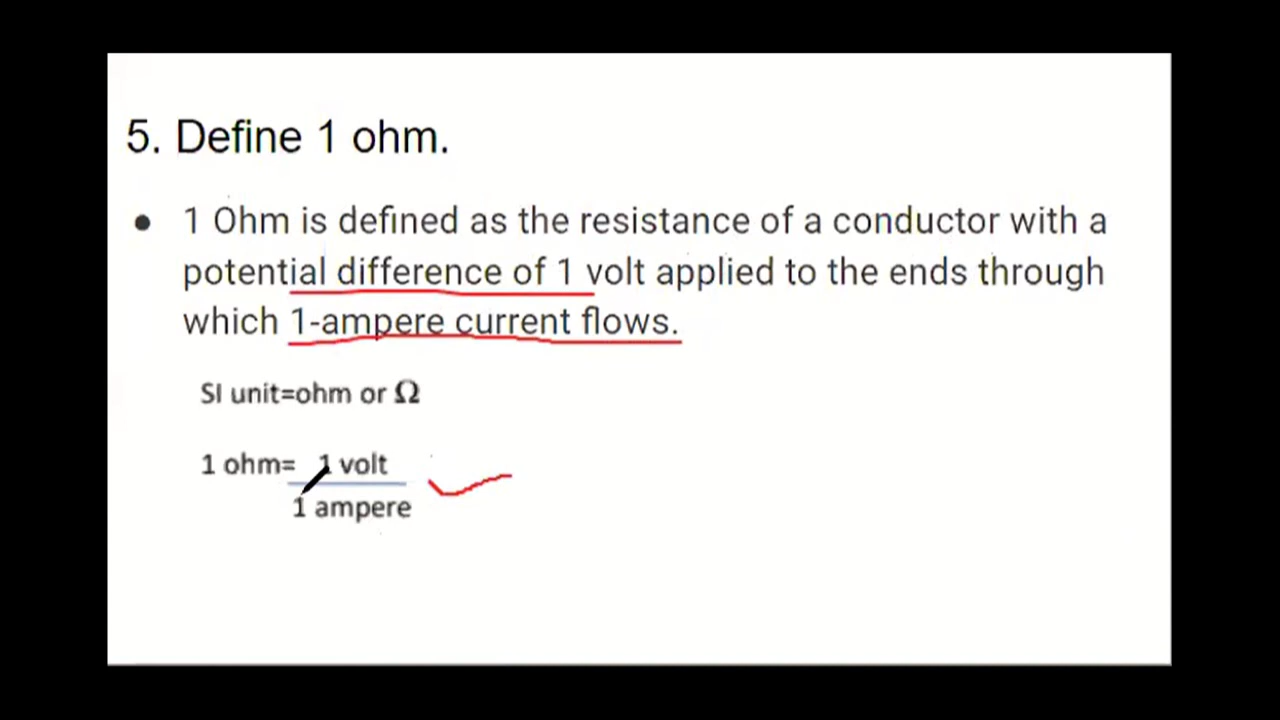 5. Define 1 ohm.
● 1 Ohm is defined as the resistance of a conductor with a
potential difference of 1 volt applied to the ends through
which 1-ampere current flows.
SI unit=ohm or Ω
1 ohm= 1 volt
1 ampere